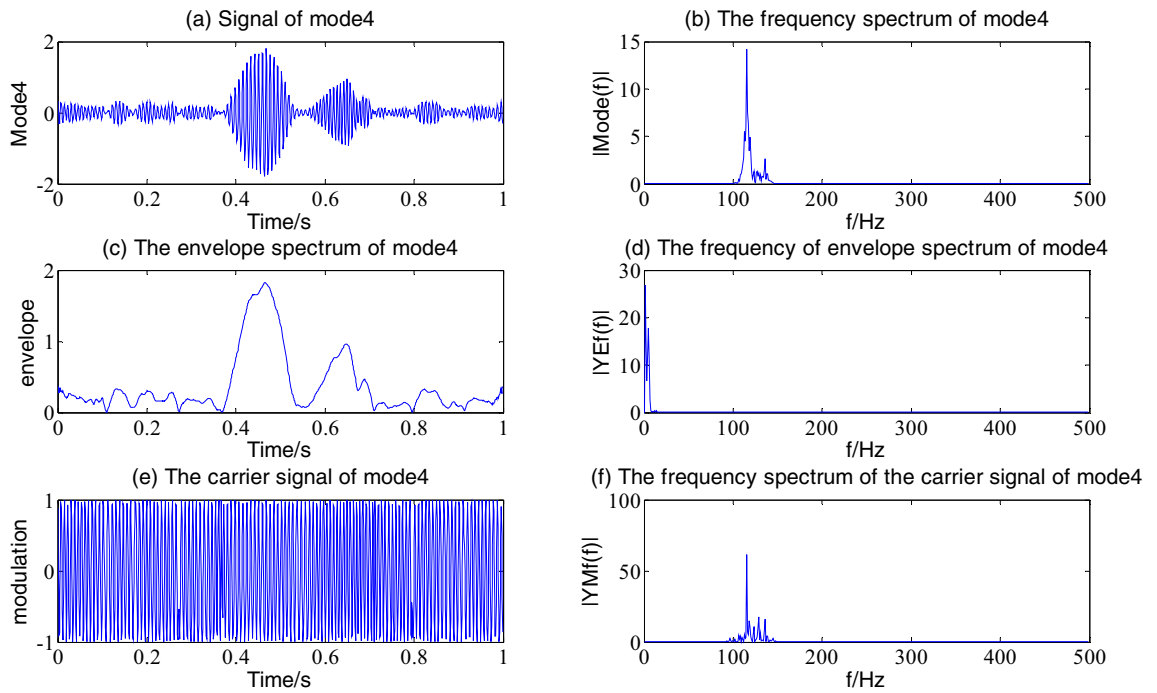 (a) Signal of mode4
2
0
-2
Mode4
0 0.2 0.4 0.6 0.8 1
Time/s
(b) The frequency spectrum of mode4
15
10
5
0
|Mode(f)|
0 100 200 300 400 500
f/Hz
(c) The envelope spectrum of mode4
2
1
0
envelope
0 0.2 0.4 0.6 0.8 1
Time/s
(d) The frequency of envelope spectrum of mode4
30
20
10
0
|YEf(f)|
0 100 200 300 400 500
f/Hz
(e) The carrier signal of mode4
1
0
-1
modulation
0 0.2 0.4 0.6 0.8 1
Time/s
(f) The frequency spectrum of the carrier signal of mode4
100
50
0
|YMf(f)|
0 100 200 300 400 500
f/Hz